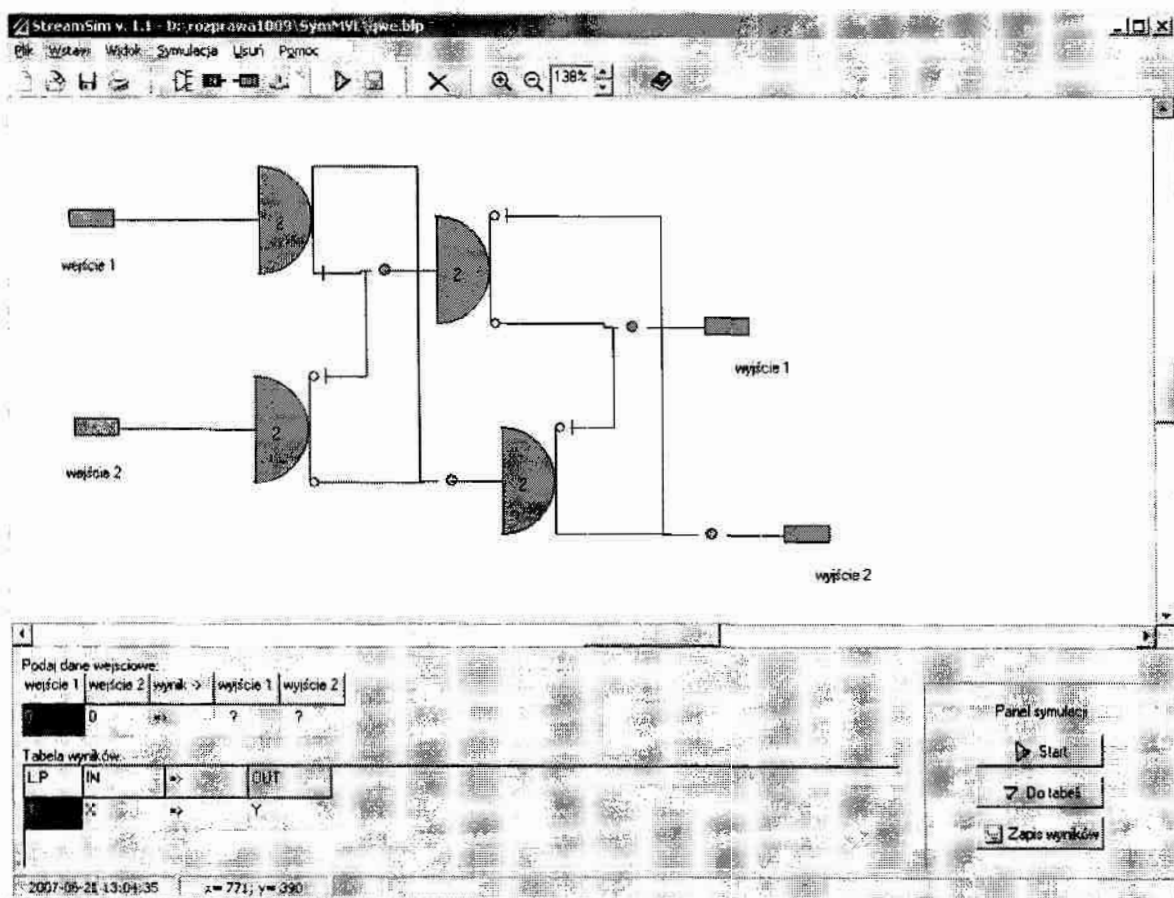 StreamSim v. 1.1 - D:\rozprawa1009\SymMVL\qwe.blp
Plik Wstaw Widok Symulacja Usuń Pomoc
138%
wejście 1
2
2
wyjście 1
2
wejście 2
2
wyjście 2
Podaj dane wejściowe:
wejście 1 wejście 2 wynik -> wyjście 1 wyjście 2
0 => ? ?
Panel symulacji
Start
Tabela wyników:
L.P IN => OUT
X => Y
Do tabeli
Zapis wyników
2007-06-21 13:04:35 x= 771; y= 390